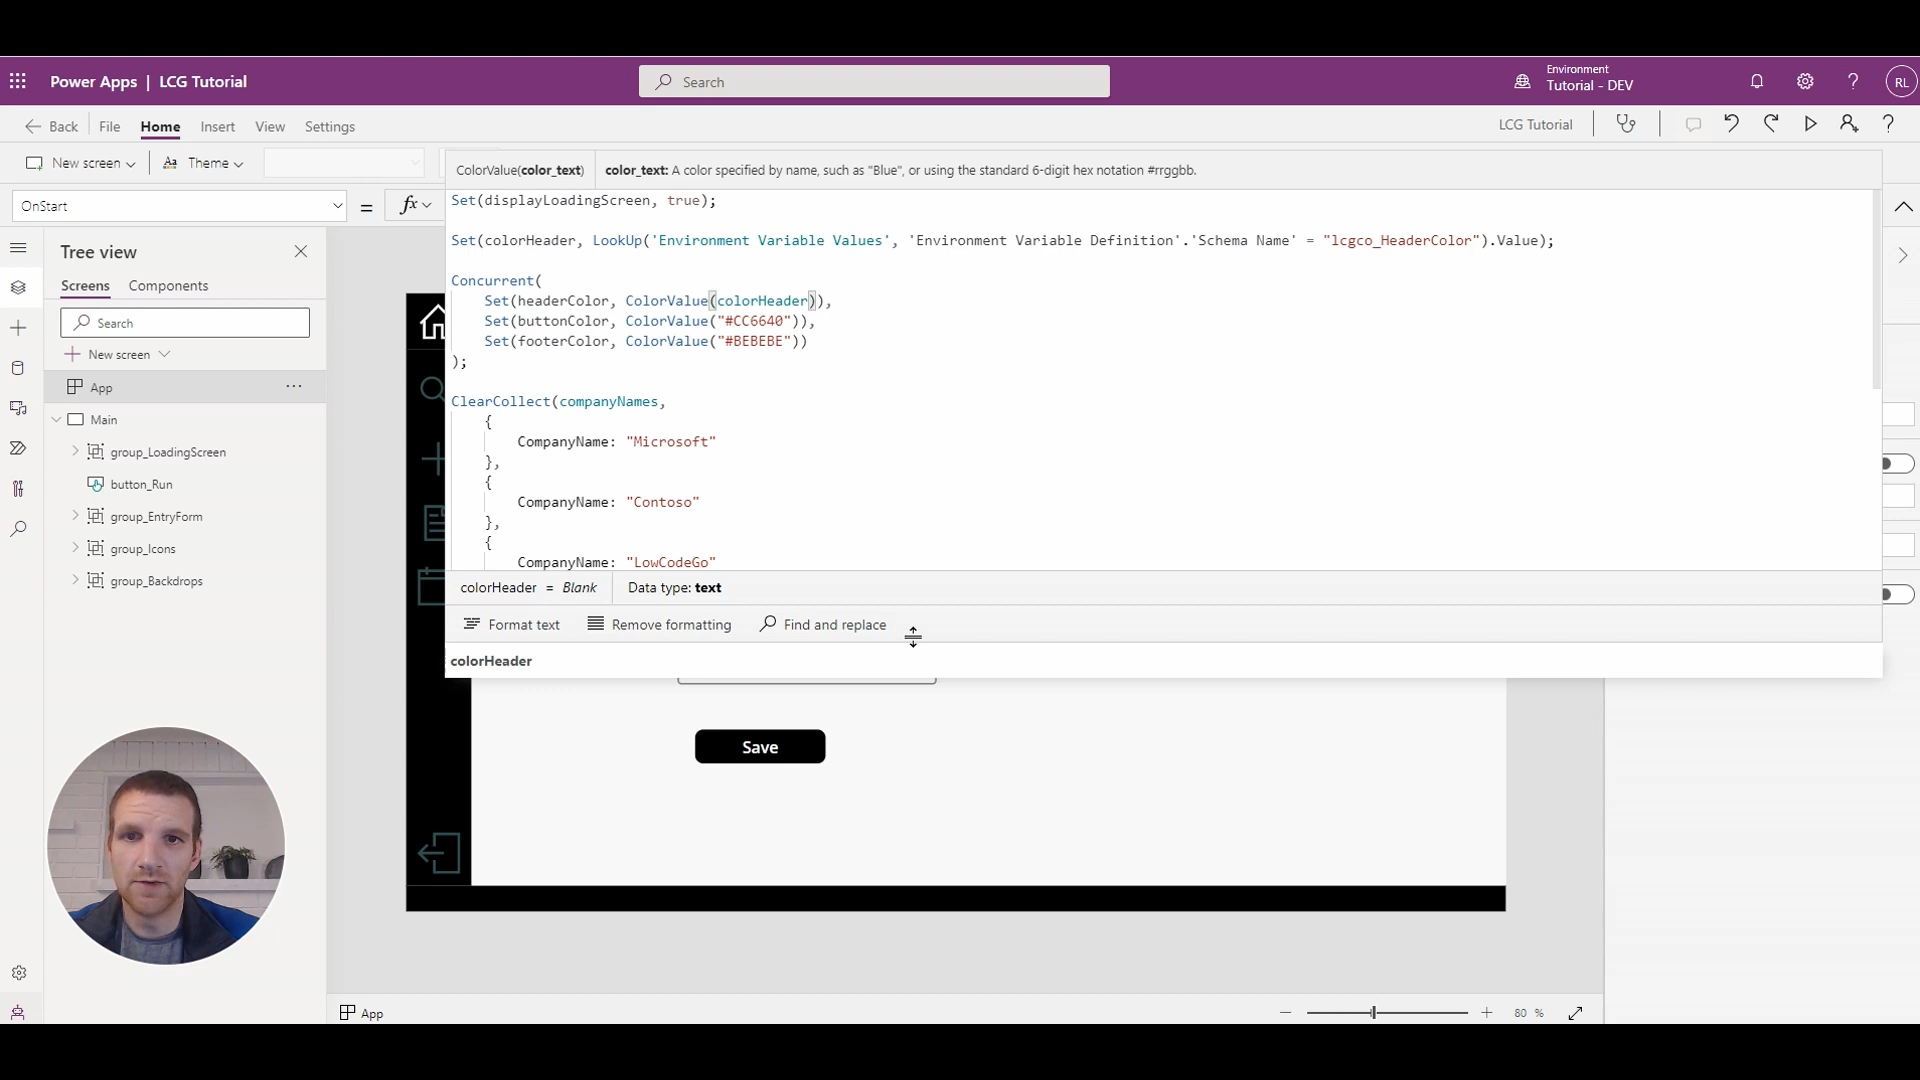 Power Apps | LCG Tutorial
Search
Environment
Tutorial - DEV
RL
Back File Home Insert View Settings
LCG Tutorial
New screen Theme
ColorValue(color_text) color_text: A color specified by name, such as "Blue", or using the standard 6-digit hex notation #rrggbb.
OnStart = fx
Set(displayLoadingScreen, true);
Set(colorHeader, LookUp('Environment Variable Values', 'Environment Variable Definition'.'Schema Name' = "lcgco_HeaderColor").Value);
Concurrent(
Set(headerColor, ColorValue(colorHeader)),
Set(buttonColor, ColorValue("#CC6640")),
Set(footerColor, ColorValue("#BEBEBE"))
);
ClearCollect(companyNames,
{
CompanyName: "Microsoft"
},
{
CompanyName: "Contoso"
},
{
CompanyName: "LowCodeGo"
colorHeader = Blank Data type: text
Format text Remove formatting Find and replace
colorHeader
Tree view
Screens Components
Search
New screen
App ...
Main
group_LoadingScreen
button_Run
group_EntryForm
group_Icons
group_Backdrops
Save
App
80 %